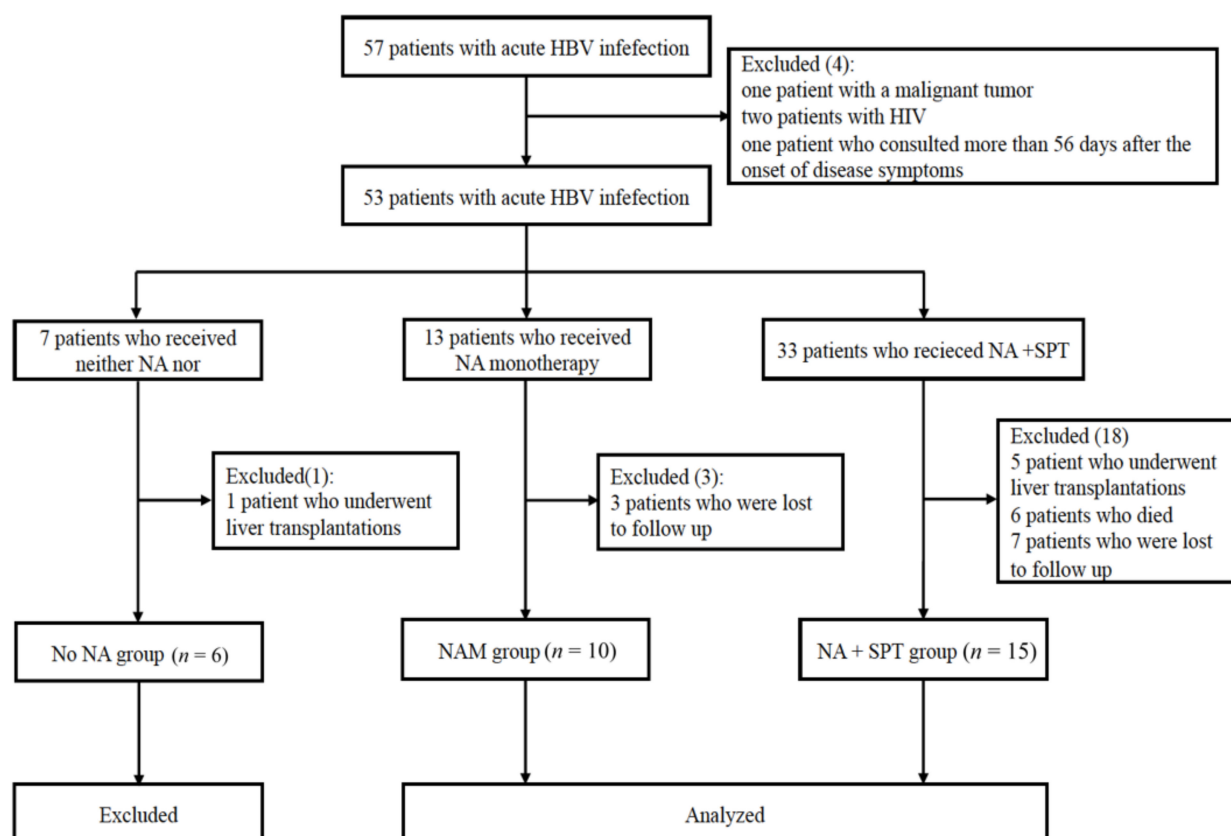 57 patients with acute HBV infefection
Excluded (4):
one patient with a malignant tumor
two patients with HIV
one patient who consulted more than 56 days after the
onset of disease symptoms
53 patients with acute HBV infefection
7 patients who received
neither NA nor
13 patients who received
NA monotherapy
33 patients who recieced NA +SPT
Excluded(1):
1 patient who underwent
liver transplantations
Excluded (3):
3 patients who were lost
to follow up
Excluded (18)
5 patient who underwent
liver transplantations
6 patients who died
7 patients who were lost
to follow up
No NA group (n = 6)
NAM group (n = 10)
NA + SPT group (n = 15)
Excluded
Analyzed